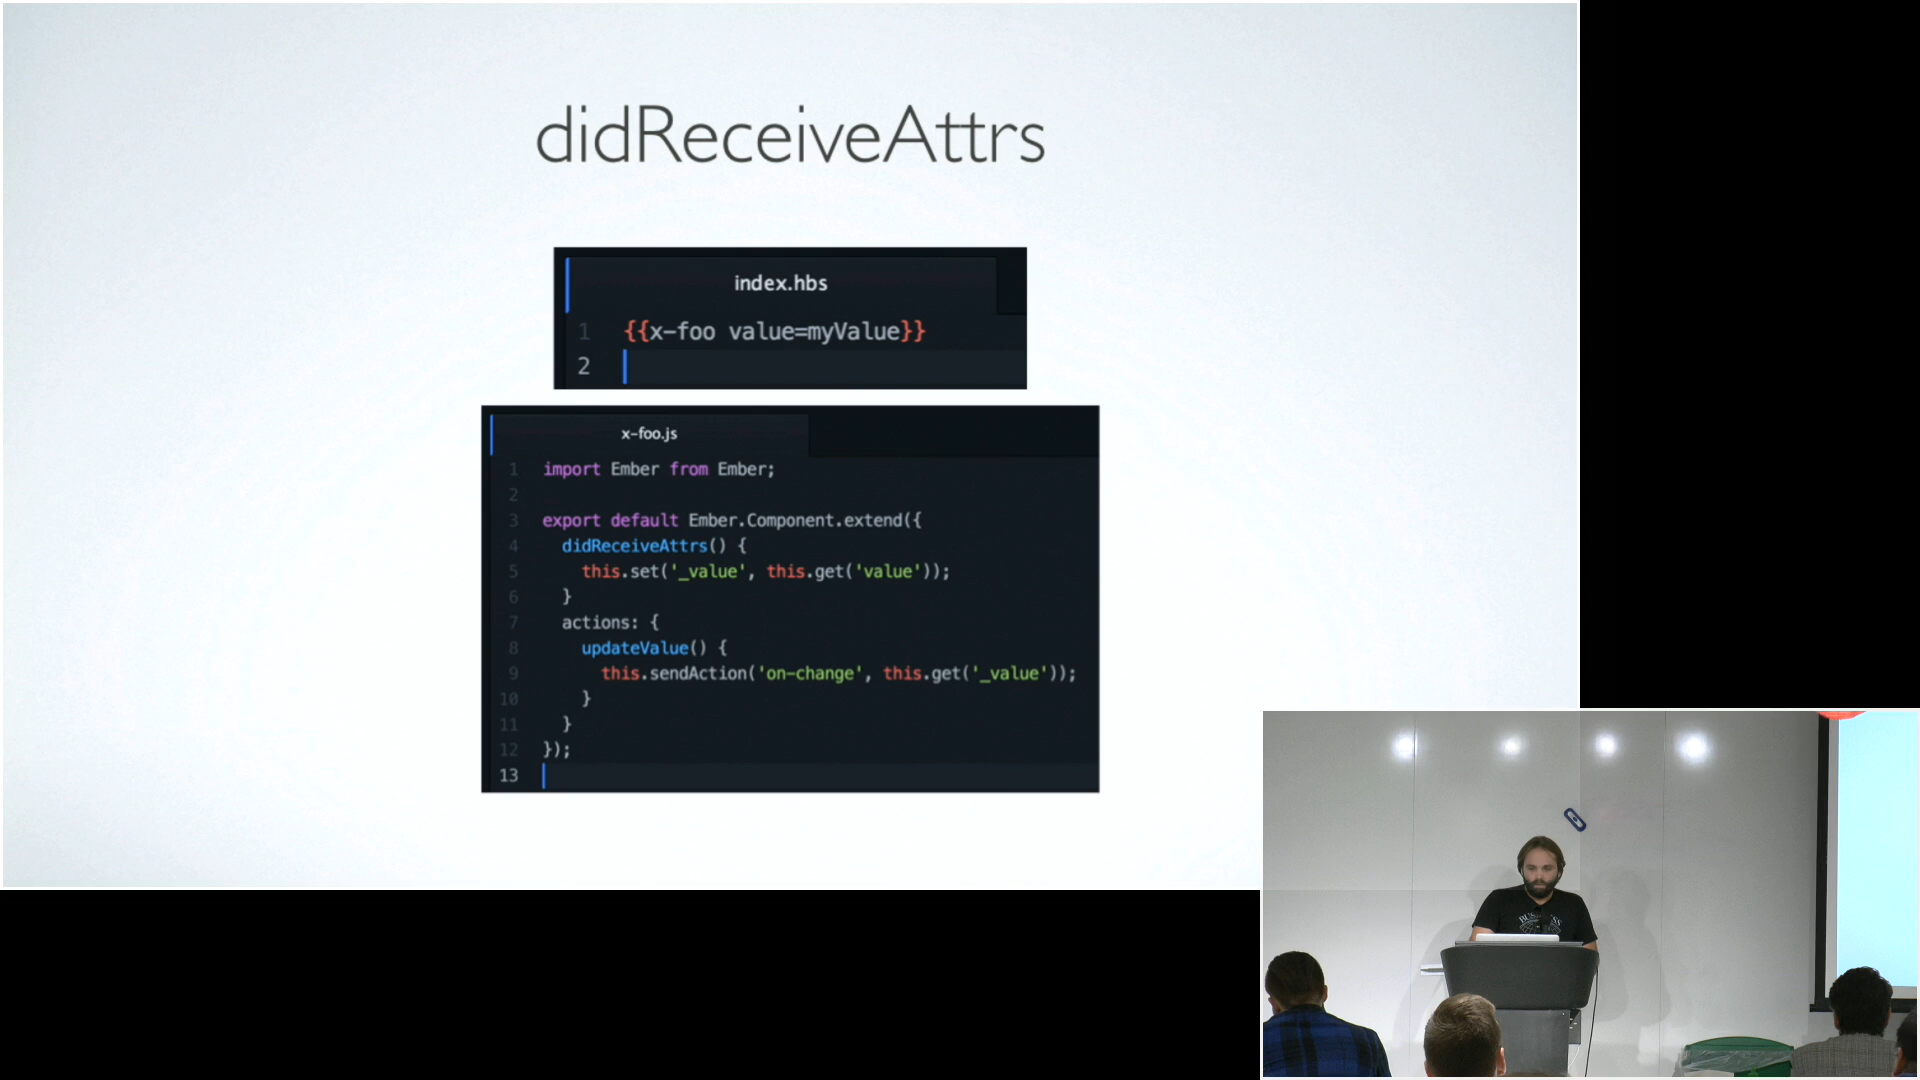 didReceiveAttrs
index.hbs
1 {{x-foo value=myValue}}
2
x-foo.js
1 import Ember from Ember;
2
3 export default Ember.Component.extend({
4 didReceiveAttrs() {
5 this.set('_value', this.get('value'));
6 }
7 actions: {
8 updateValue() {
9 this.sendAction('on-change', this.get('_value'));
10 }
11 }
12 });
13